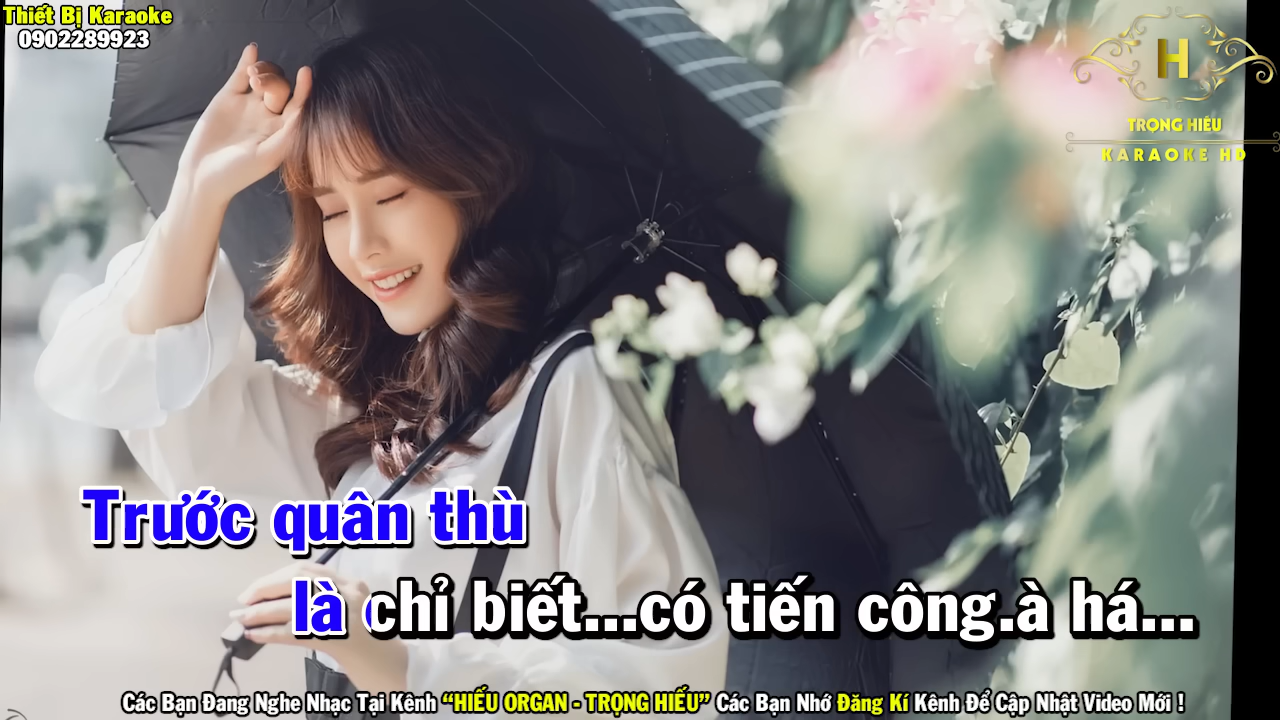 Thiết Bị Karaoke
0902289923
H
TRỌNG HIẾU
KARAOKE HD
Trước quân thù
là chỉ biết...có tiến công.à há...
Các Bạn Đang Nghe Nhạc Tại Kênh “HIẾU ORGAN - TRỌNG HIẾU” Các Bạn Nhớ Đăng Kí Kênh Để Cập Nhật Video Mới !